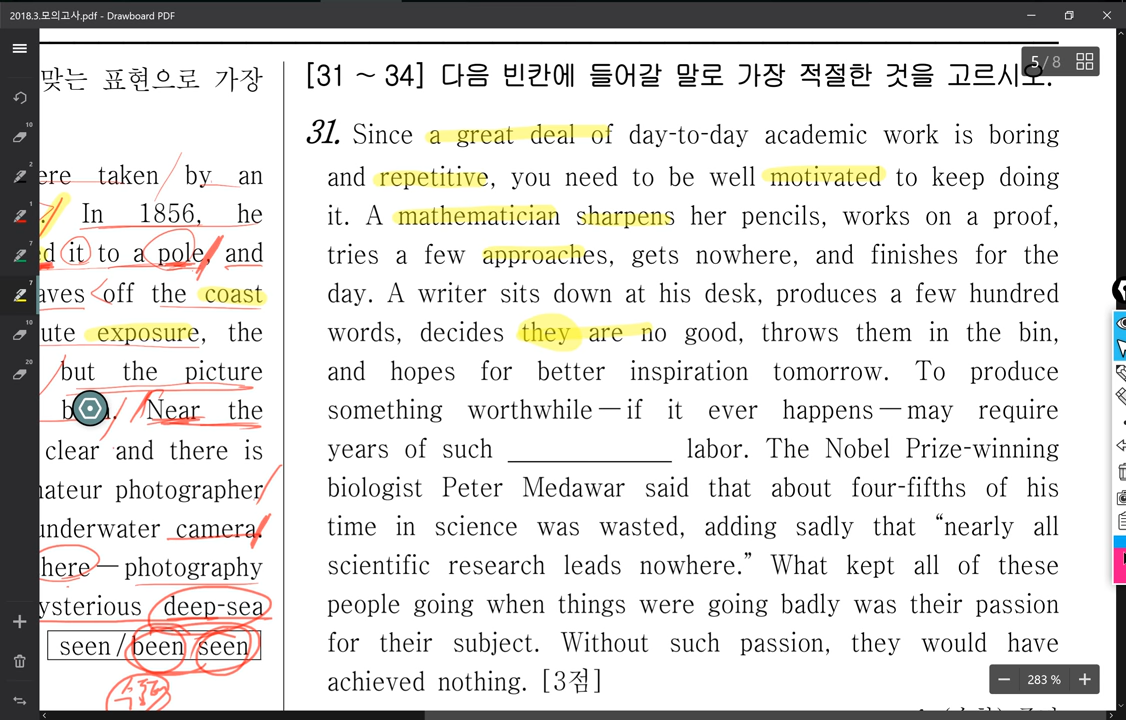 2018.3.모의고사.pdf - Drawboard PDF
5 / 8
맞는 표현으로 가장
ere taken by an
In 1856, he
d it to a pole, and
aves off the coast
ute exposure, the
but the picture
Near the
clear and there is
ateur photographer
nderwater camera.
here — photography
ysterious deep-sea
seen / been seen
[31 ~ 34] 다음 빈칸에 들어갈 말로 가장 적절한 것을 고르시오.
31. Since a great deal of day-to-day academic work is boring
and repetitive, you need to be well motivated to keep doing
it. A mathematician sharpens her pencils, works on a proof,
tries a few approaches, gets nowhere, and finishes for the
day. A writer sits down at his desk, produces a few hundred
words, decides they are no good, throws them in the bin,
and hopes for better inspiration tomorrow. To produce
something worthwhile — if it ever happens — may require
years of such ____________ labor. The Nobel Prize-winning
biologist Peter Medawar said that about four-fifths of his
time in science was wasted, adding sadly that “nearly all
scientific research leads nowhere.” What kept all of these
people going when things were going badly was their passion
for their subject. Without such passion, they would have
achieved nothing. [3점]
283 %
10
2
1
7
7
10
20